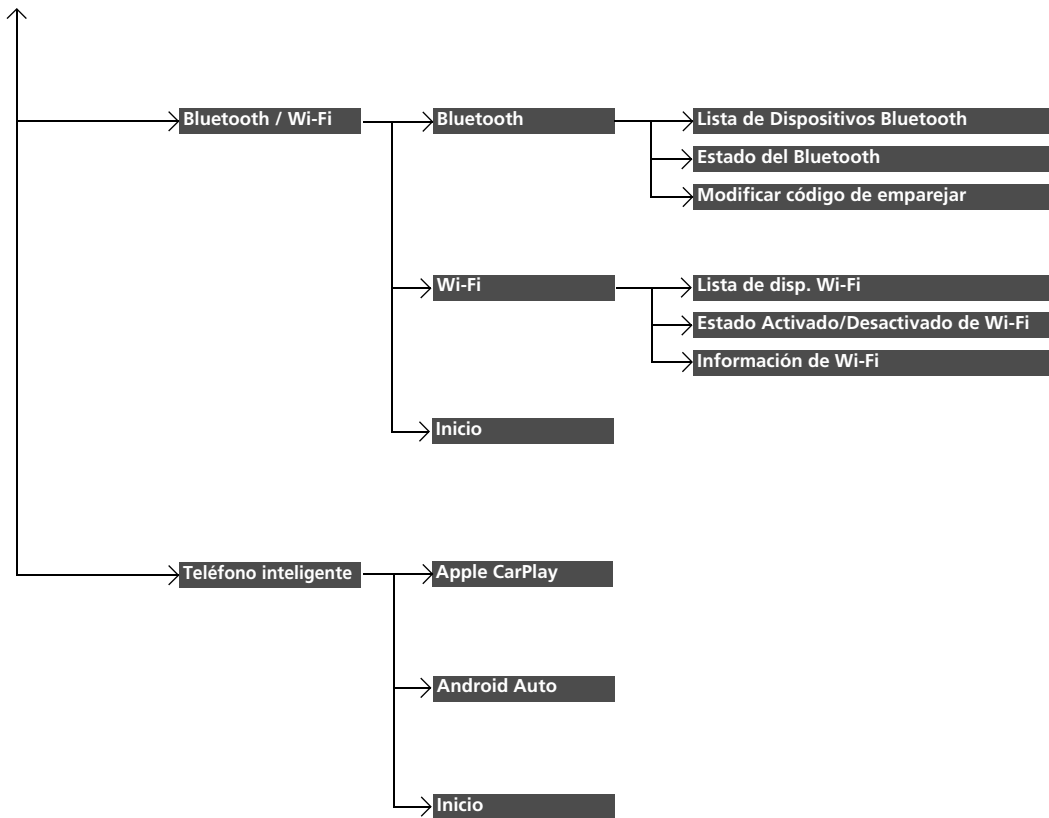 Bluetooth / Wi-Fi
Bluetooth
Lista de Dispositivos Bluetooth
Estado del Bluetooth
Modificar código de emparejar
Wi-Fi
Lista de disp. Wi-Fi
Estado Activado/Desactivado de Wi-Fi
Información de Wi-Fi
Inicio
Teléfono inteligente
Apple CarPlay
Android Auto
Inicio